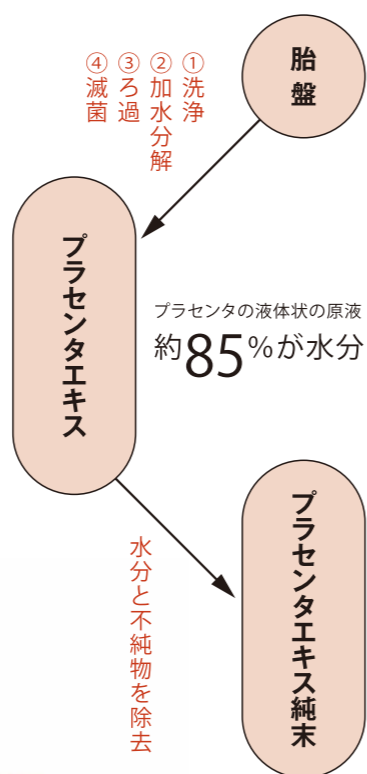 胎盤
①洗浄
②加水分解
③ろ過
④滅菌
プラセンタエキス
プラセンタの液体状の原液
約85%が水分
水分と不純物を除去
プラセンタエキス純末